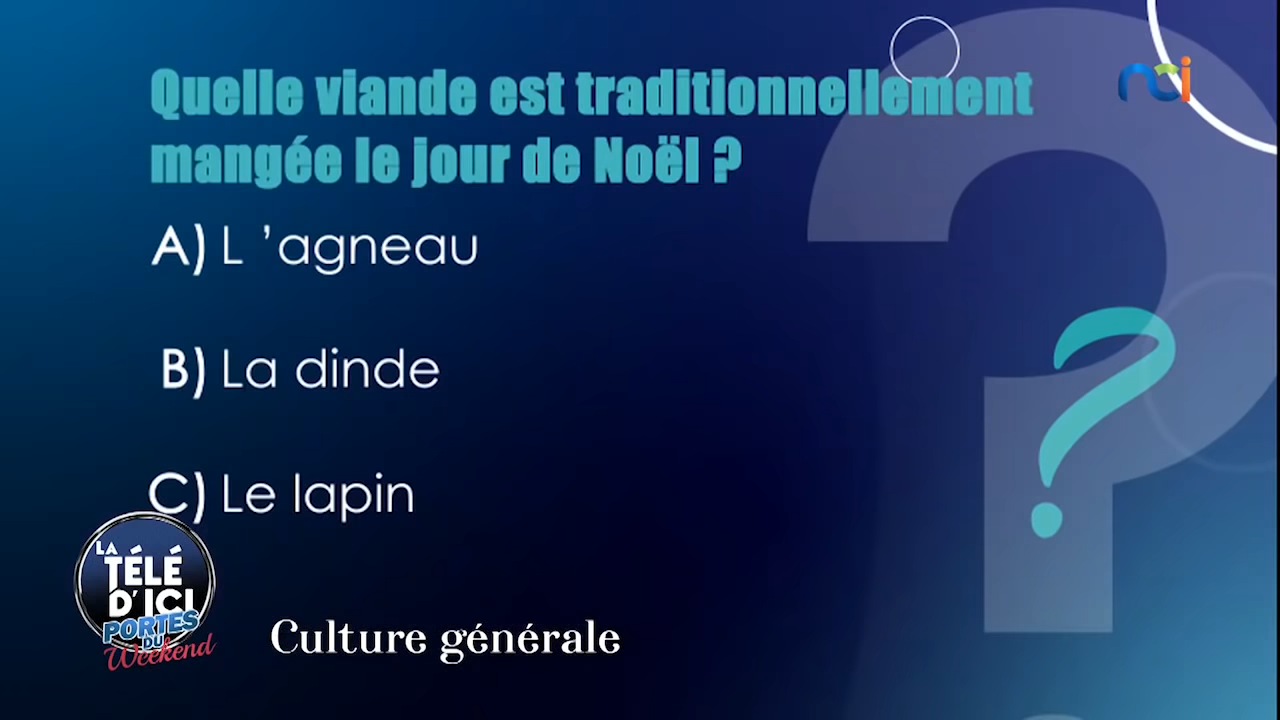 nci
Quelle viande est traditionnellement
mangée le jour de Noël ?
A) L ’agneau
B) La dinde
C) Le lapin
LA
TÉLÉ
D’ICI
PORTES
DU
Weekend
Culture générale